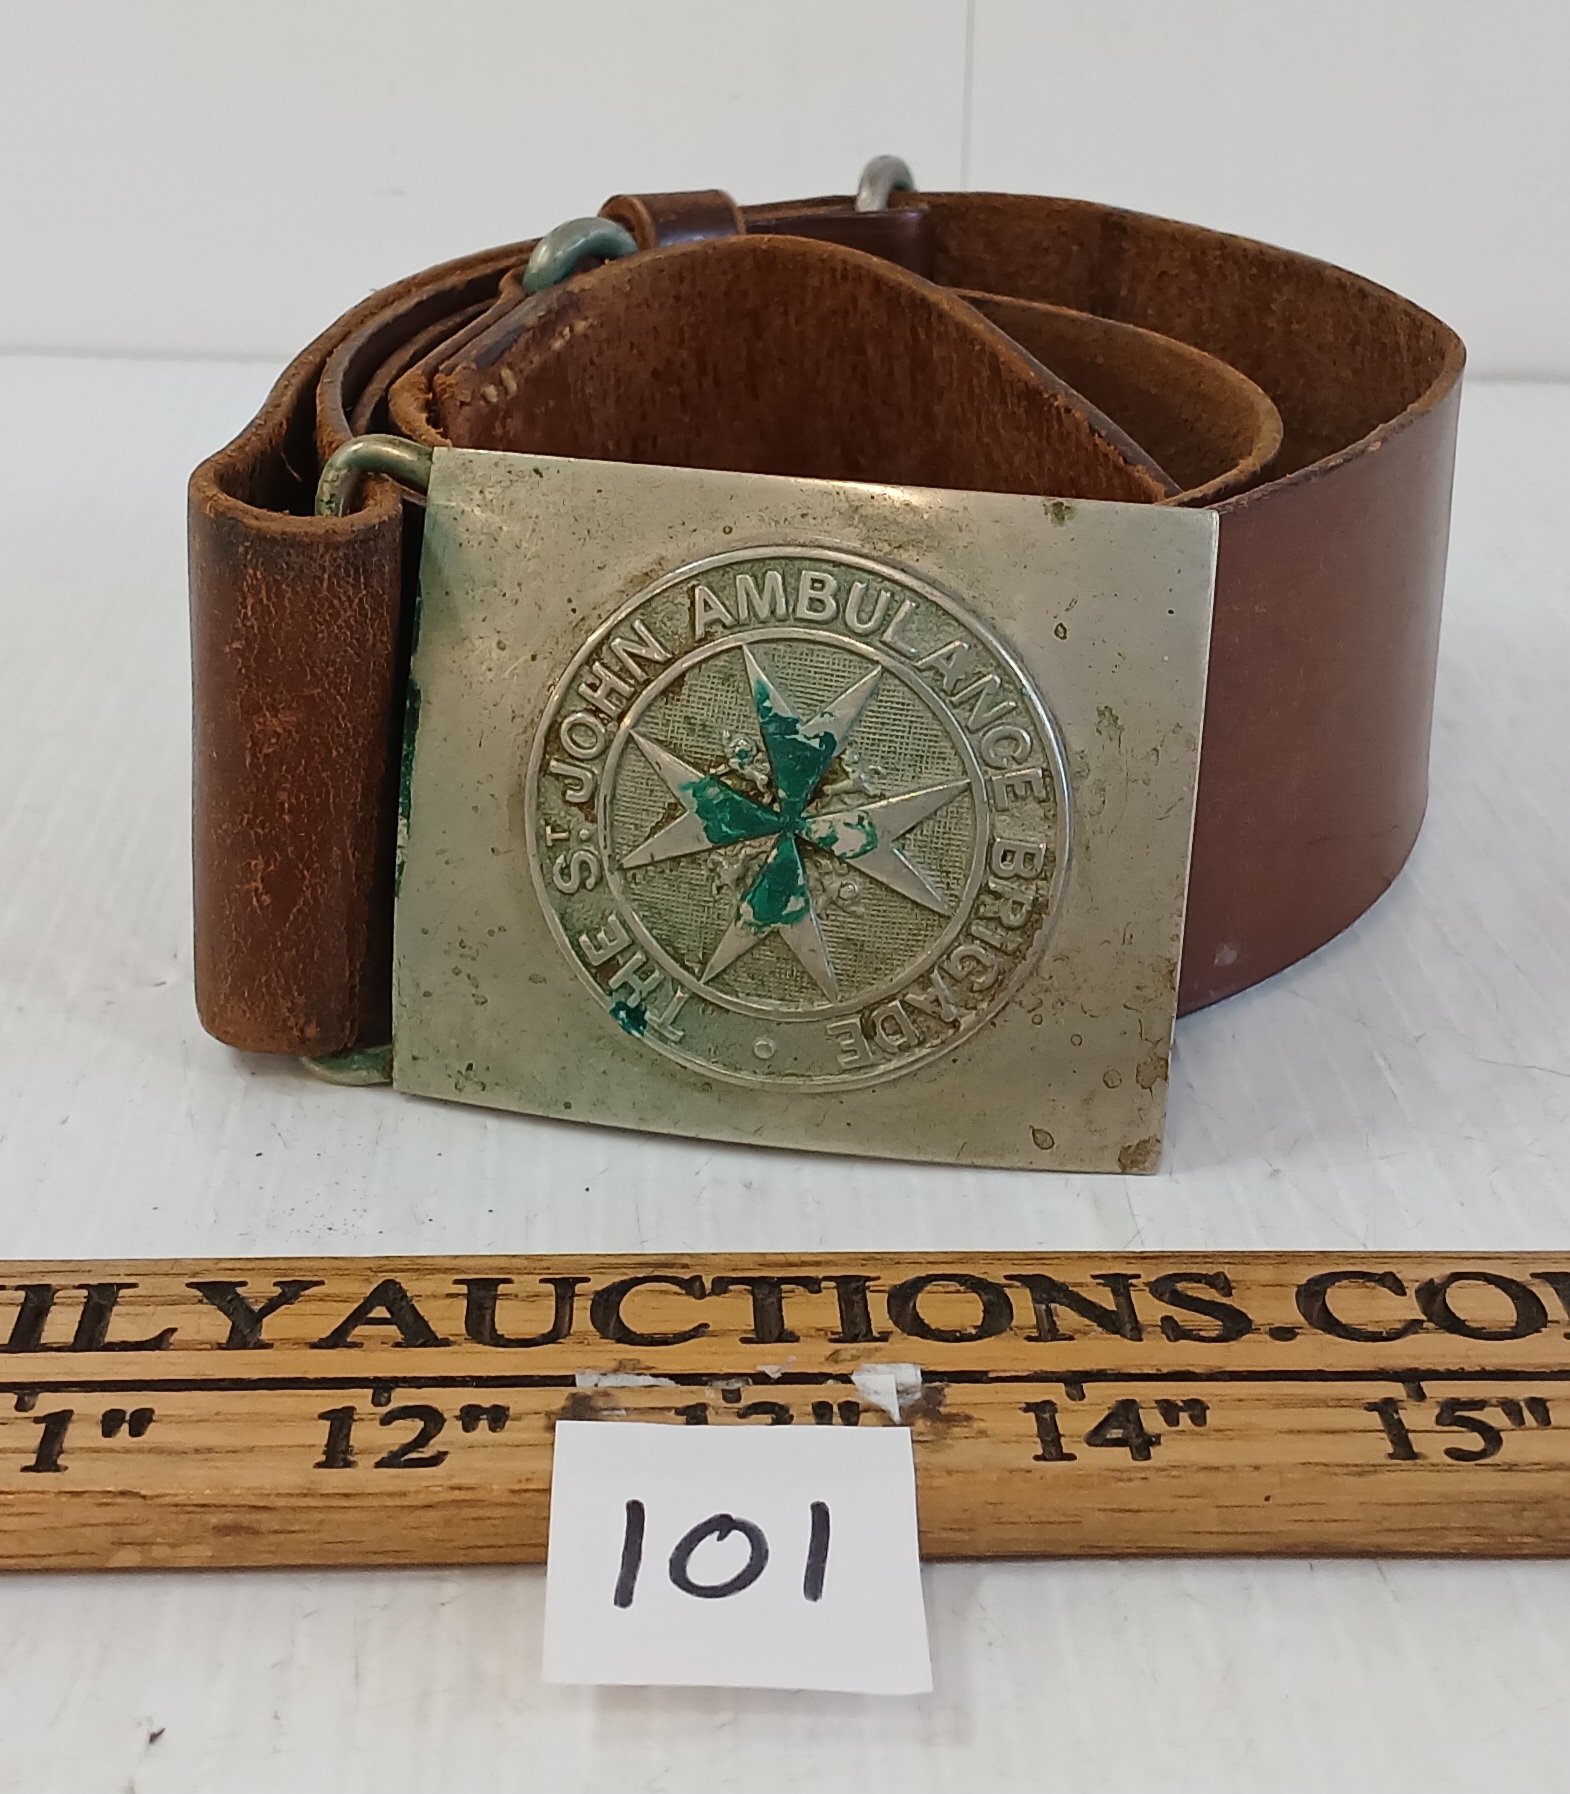 THE ST. JOHN AMBULANCE BRIGADE
ILYAUCTIONS.CO
1" 12" 13" 14" 15"
101